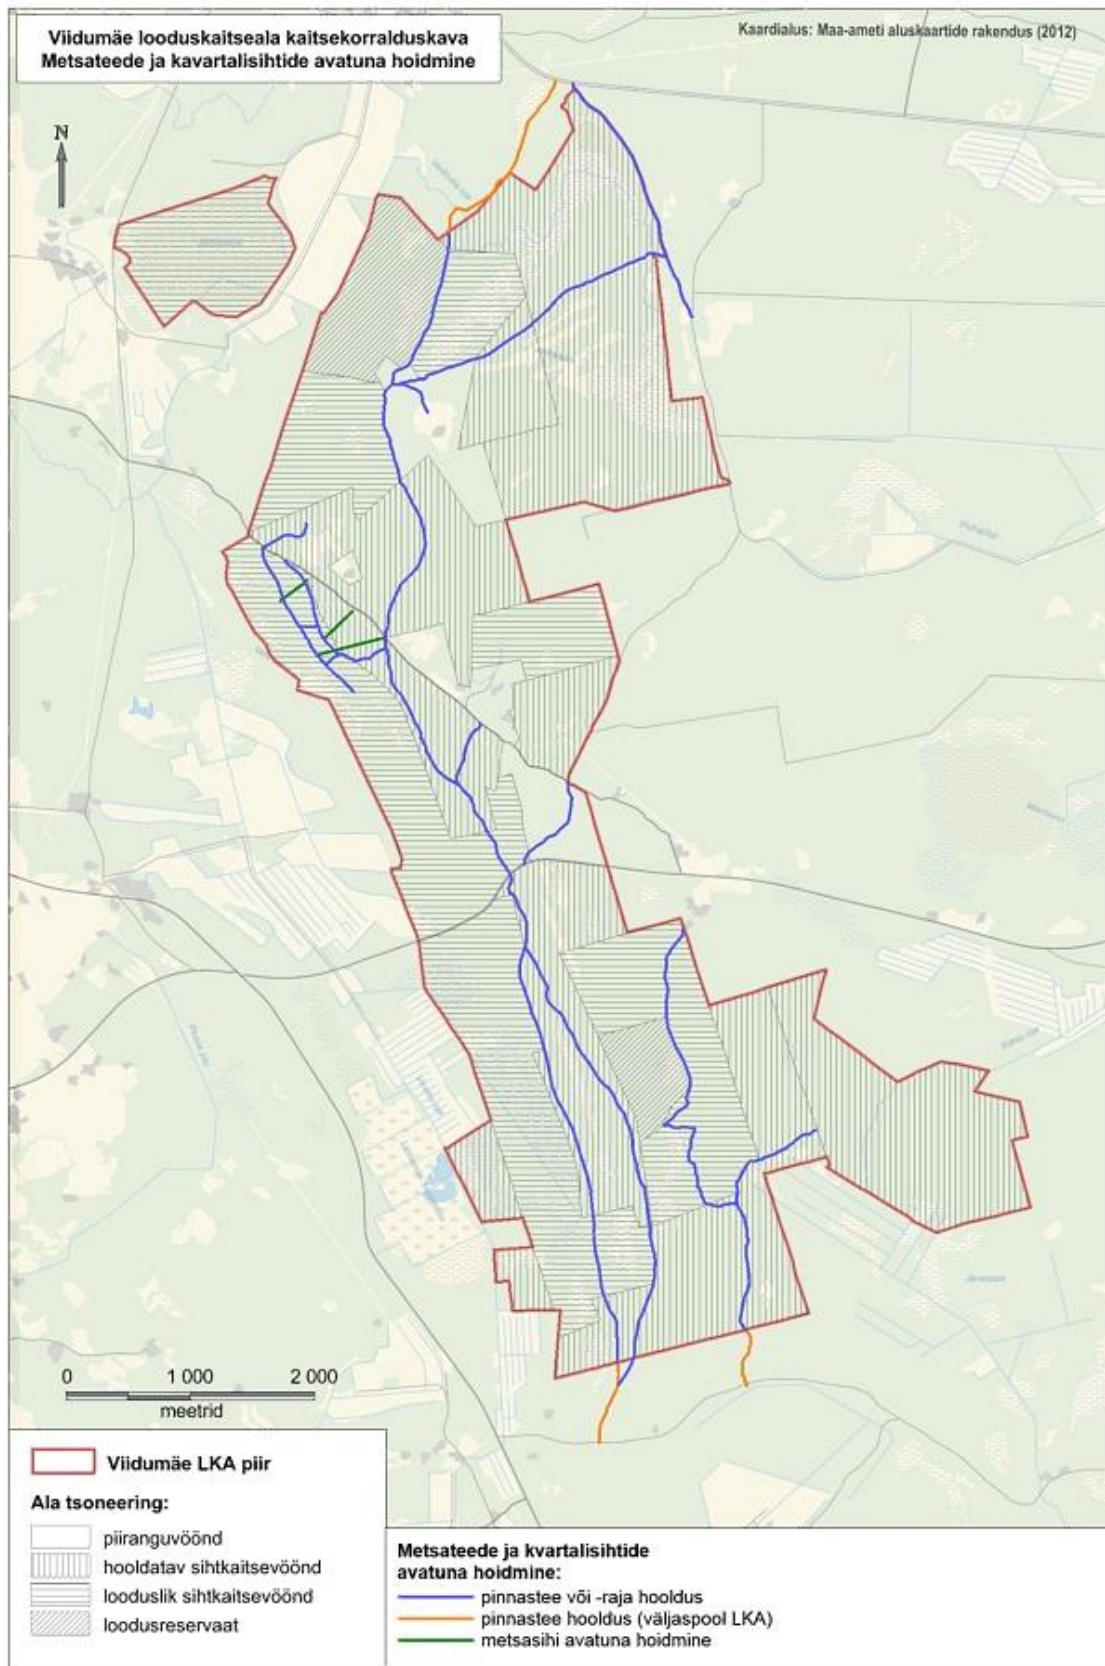 Viidumäe looduskaitseala kaitsekorralduskava
Metsateede ja kavartalisihtide avatuna hoidmine
Kaardialus: Maa-ameti aluskaartide rakendus (2012)
N
0 1 000 2 000
meetrid
Viidumäe LKA piir
Ala tsoneering:
piiranguvöönd
hooldatav sihtkaitsevöönd
looduslik sihtkaitsevöönd
loodusreservaat
Metsateede ja kvartalisihtide
avatuna hoidmine:
pinnastee või -raja hooldus
pinnastee hooldus (väljaspool LKA)
metsasihi avatuna hoidmine